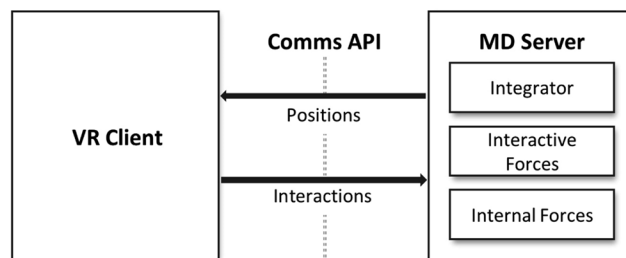 Comms API
MD Server
Integrator
Positions
VR Client
Interactive
Forces
Interactions
Internal Forces